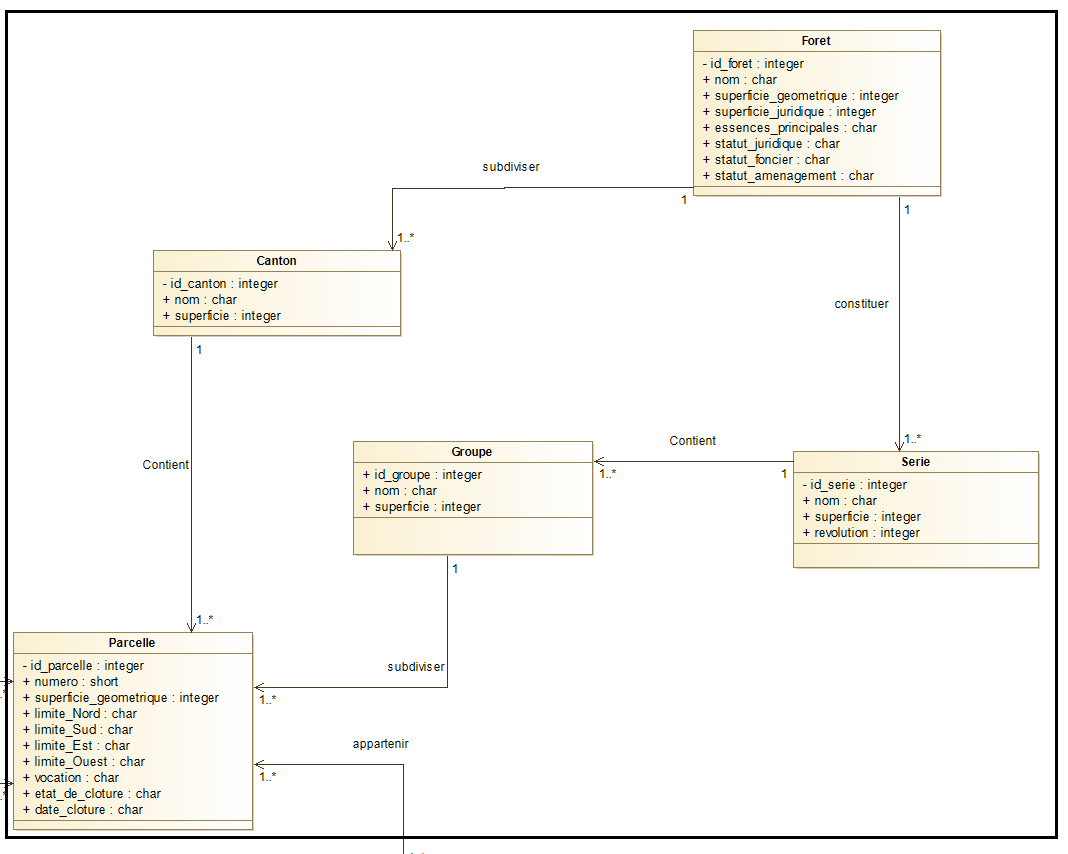 Foret
- id_foret : integer
+ nom : char
+ superficie_geometrique : integer
+ superficie_juridique : integer
+ essences_principales : char
+ statut_juridique : char
+ statut_foncier : char
+ statut_amenagement : char
subdiviser
1
1
1..*
Canton
- id_canton : integer
+ nom : char
+ superficie : integer
constituer
1
1..*
Contient
Contient
1..*
1
Groupe
+ id_groupe : integer
+ nom : char
+ superficie : integer
Serie
- id_serie : integer
+ nom : char
+ superficie : integer
+ revolution : integer
1
1..*
subdiviser
1..*
Parcelle
- id_parcelle : integer
+ numero : short
+ superficie_geometrique : integer
+ limite_Nord : char
+ limite_Sud : char
+ limite_Est : char
+ limite_Ouest : char
+ vocation : char
+ etat_de_cloture : char
+ date_cloture : char
appartenir
1..*